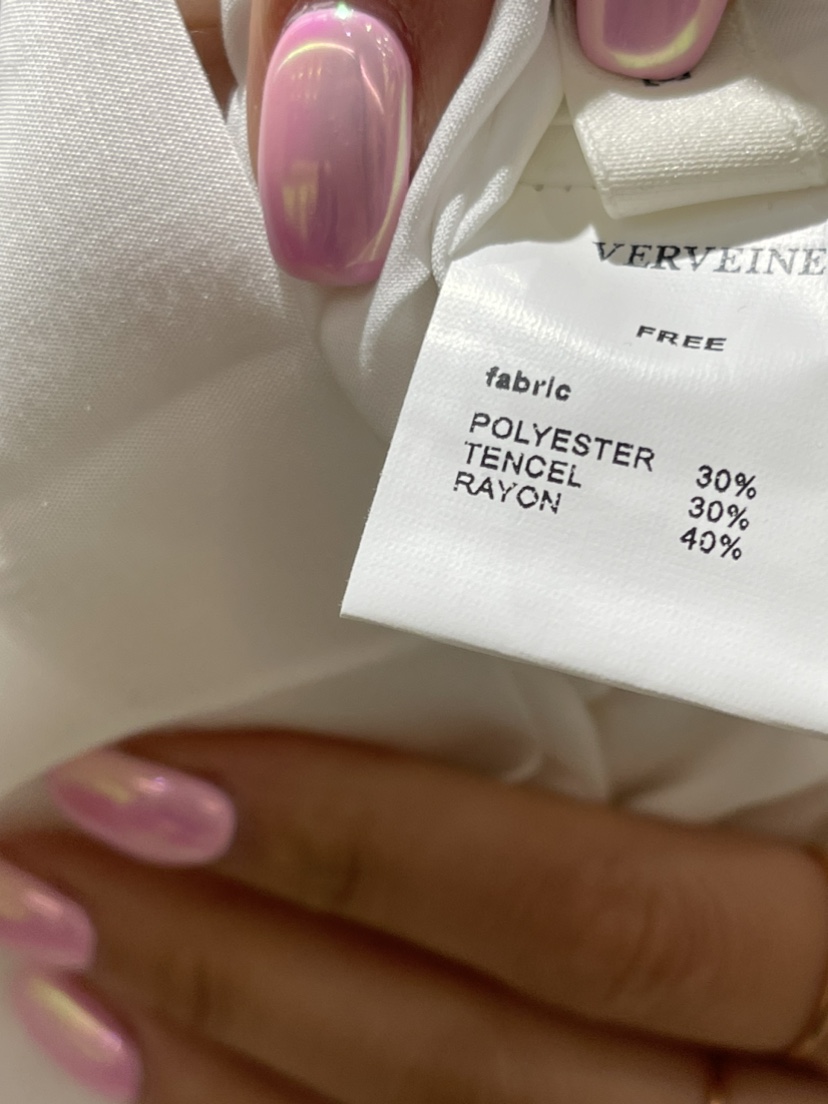 VERVEINE
FREE
fabric
POLYESTER 30%
TENCEL 30%
RAYON 40%